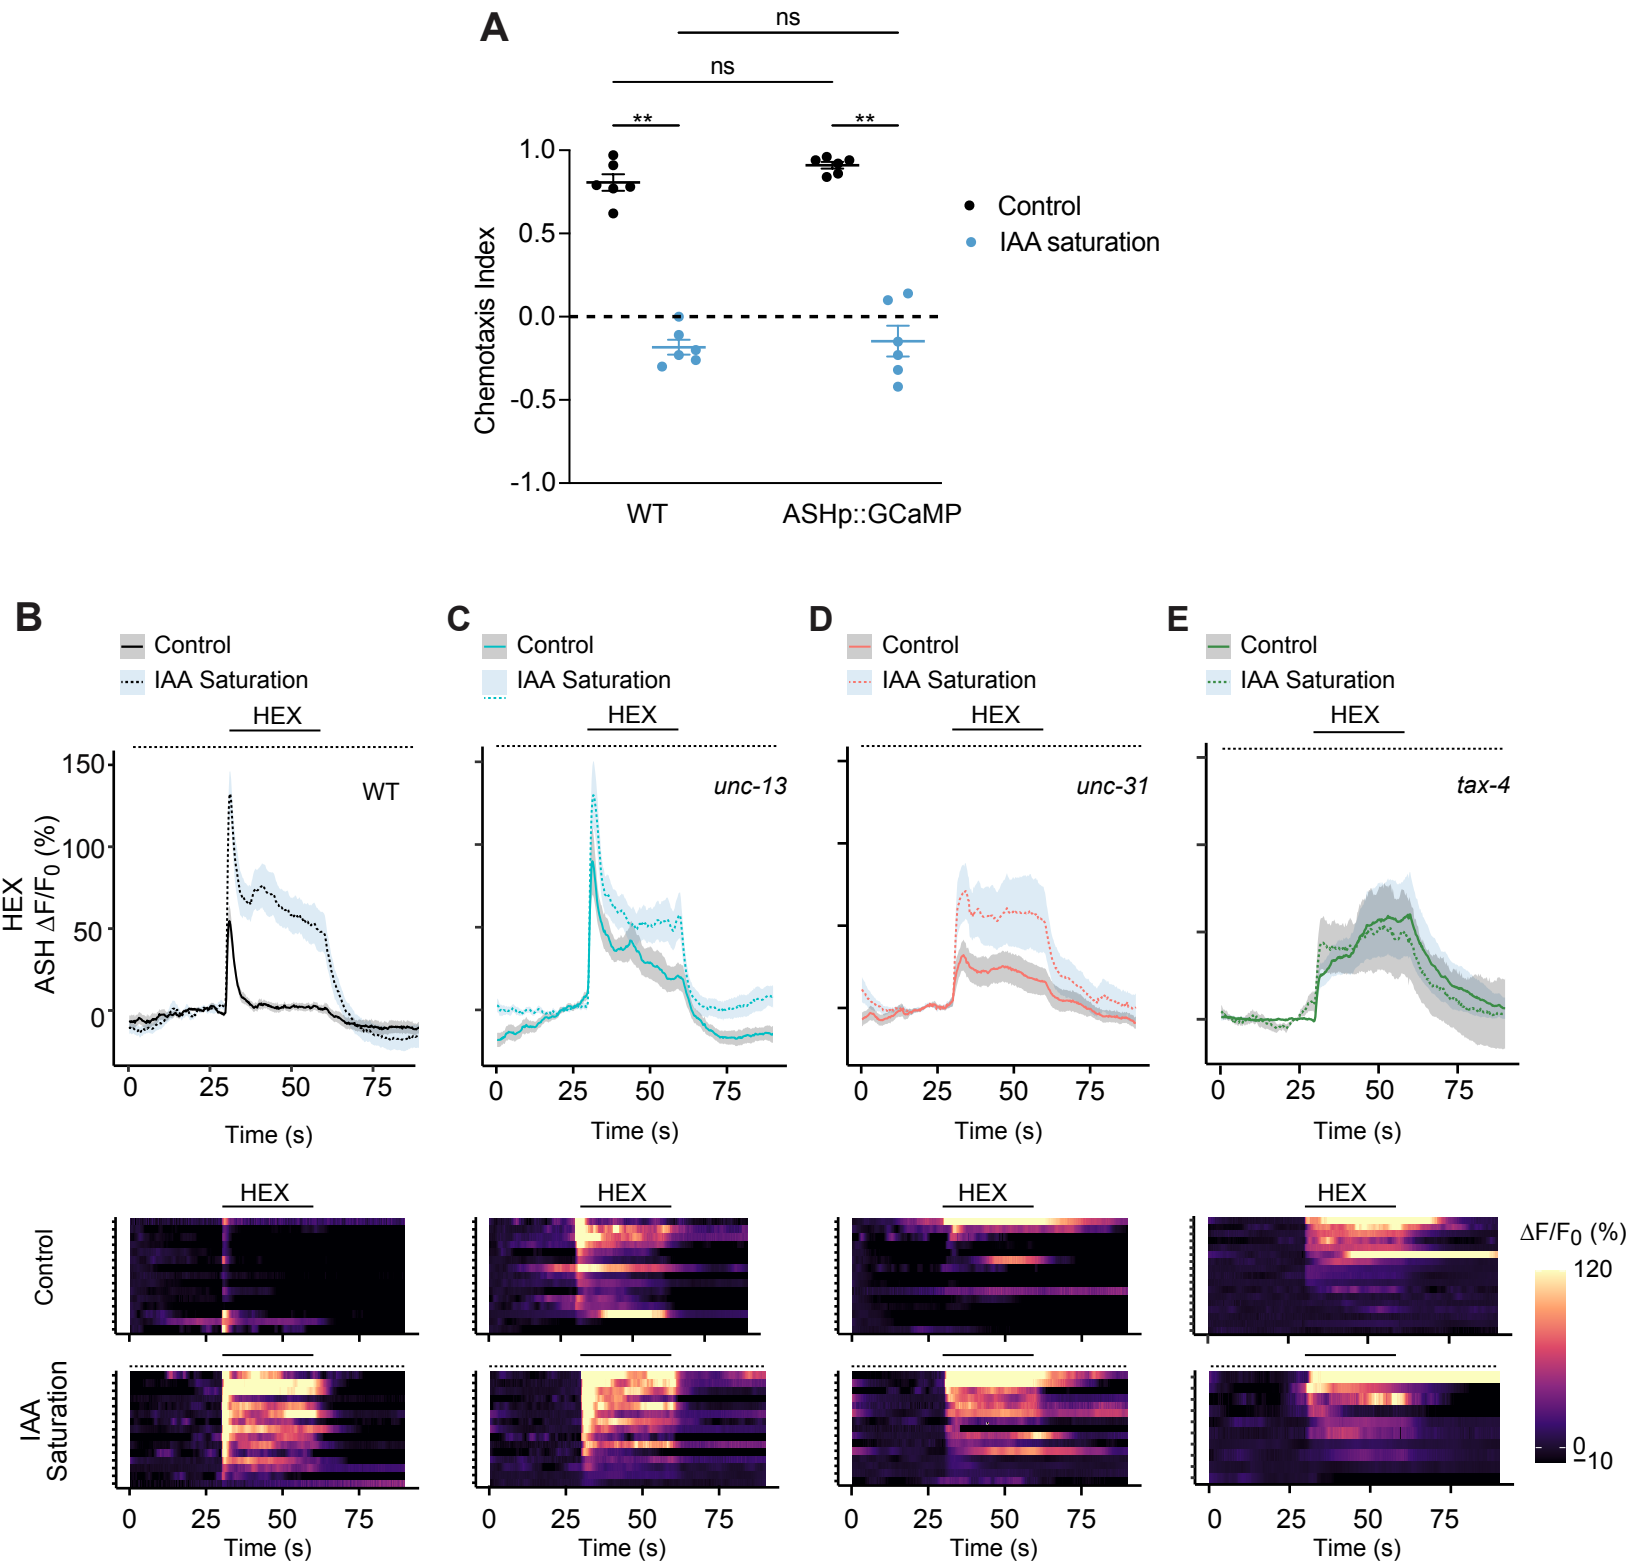 A
ns
ns
** **
1.0
0.5
0.0
-0.5
-1.0
Chemotaxis Index
WT ASHp::GCaMP
Control
IAA saturation
B
Control
IAA Saturation
HEX
WT
HEX
ASH ΔF/F0 (%)
150
100
50
0
0 25 50 75
Time (s)
C
Control
IAA Saturation
HEX
unc-13
0 25 50 75
Time (s)
D
Control
IAA Saturation
HEX
unc-31
0 25 50 75
Time (s)
E
Control
IAA Saturation
HEX
tax-4
0 25 50 75
Time (s)
Control
HEX HEX HEX HEX
IAA
Saturation
0 25 50 75 0 25 50 75 0 25 50 75 0 25 50 75
Time (s) Time (s) Time (s) Time (s)
ΔF/F0 (%)
120
0
−10